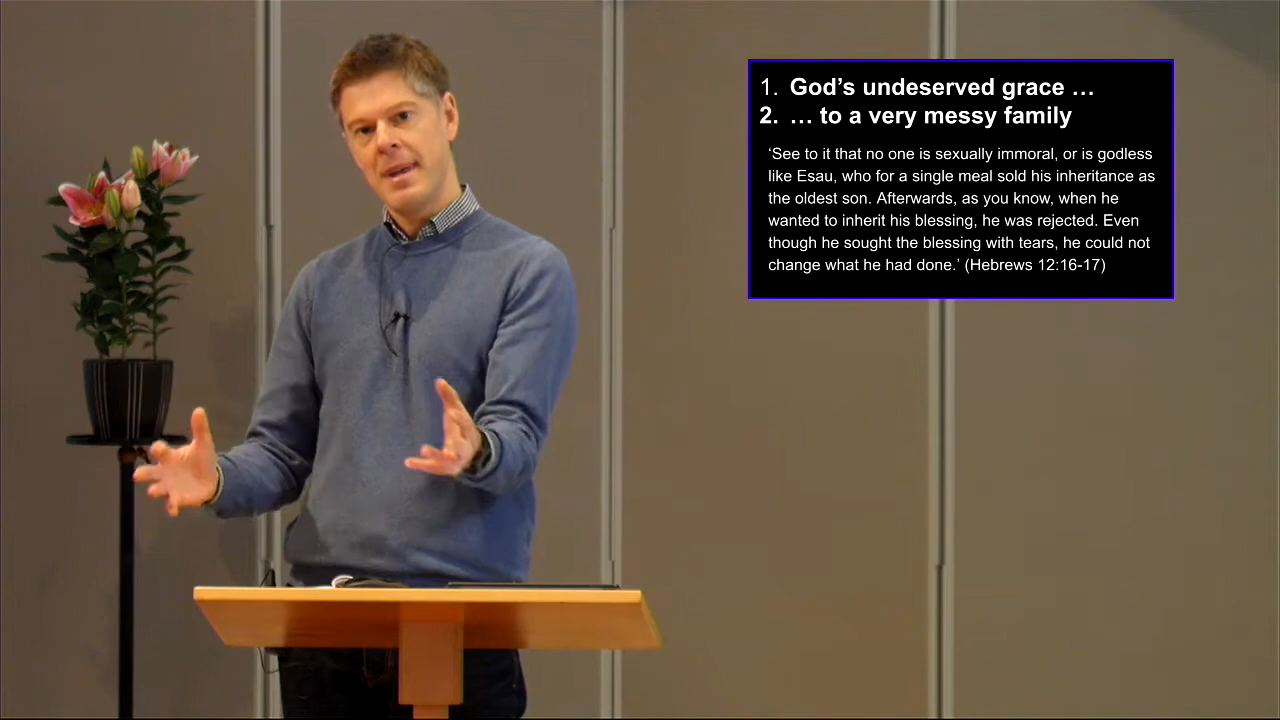 1. God’s undeserved grace …
2. … to a very messy family
‘See to it that no one is sexually immoral, or is godless
like Esau, who for a single meal sold his inheritance as
the oldest son. Afterwards, as you know, when he
wanted to inherit his blessing, he was rejected. Even
though he sought the blessing with tears, he could not
change what he had done.’ (Hebrews 12:16-17)